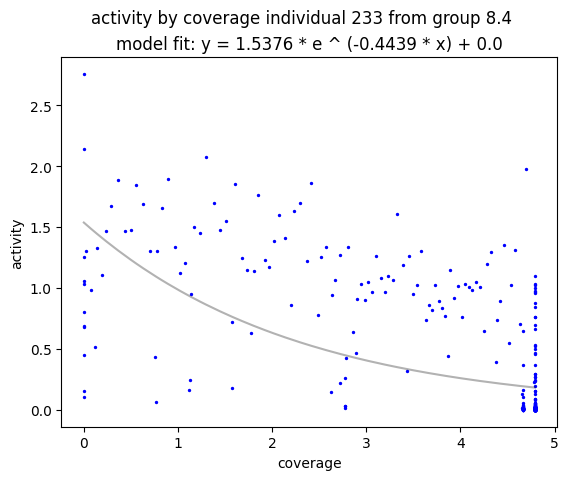 activity by coverage individual 233 from group 8.4
model fit: y = 1.5376 * e ^ (-0.4439 * x) + 0.0
2.5
2.0
1.5
1.0
0.5
0.0
activity
0 1 2 3 4 5
coverage